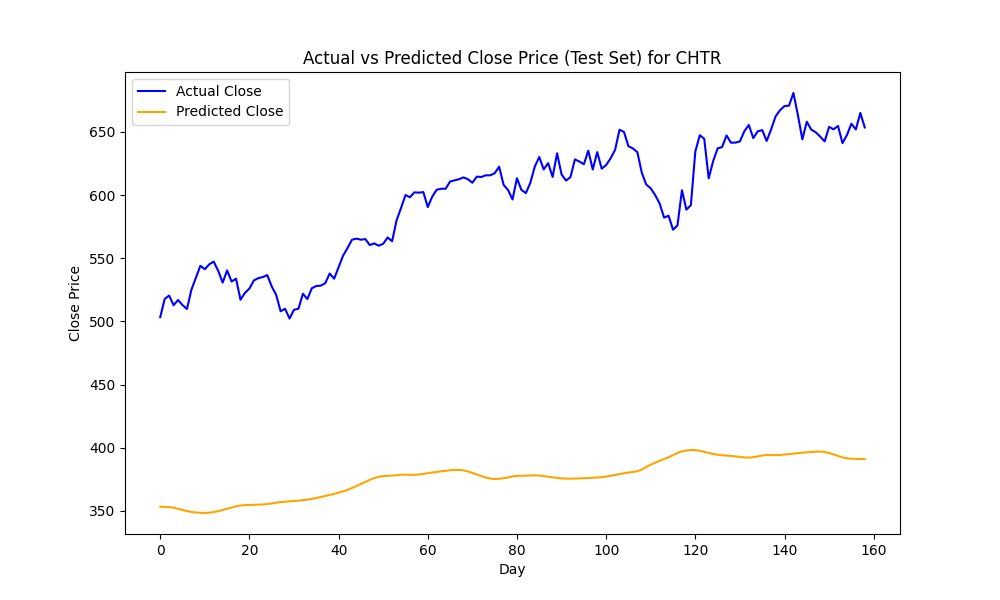 Actual vs Predicted Close Price (Test Set) for CHTR
Actual Close
Predicted Close
Close Price
650
600
550
500
450
400
350
0 20 40 60 80 100 120 140 160
Day